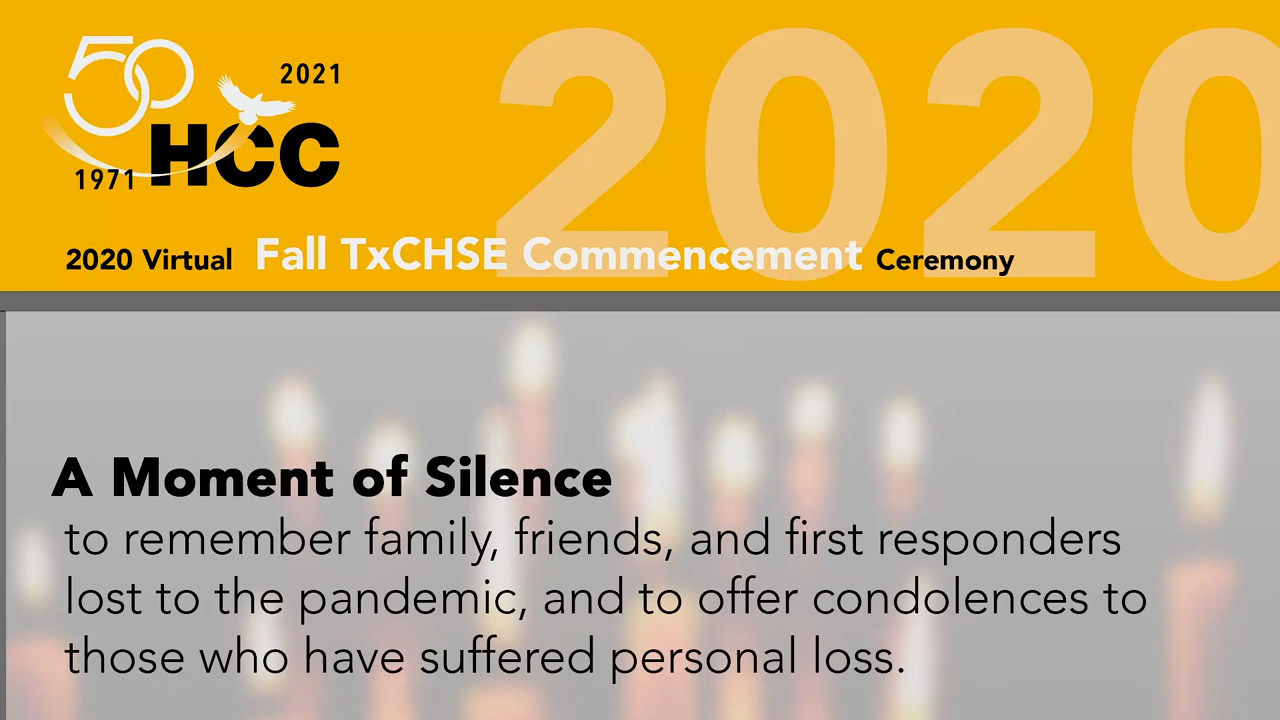 2020
50
2021
HCC
1971
2020 Virtual Fall TxCHSE Commencement Ceremony
A Moment of Silence
to remember family, friends, and first responders
lost to the pandemic, and to offer condolences to
those who have suffered personal loss.